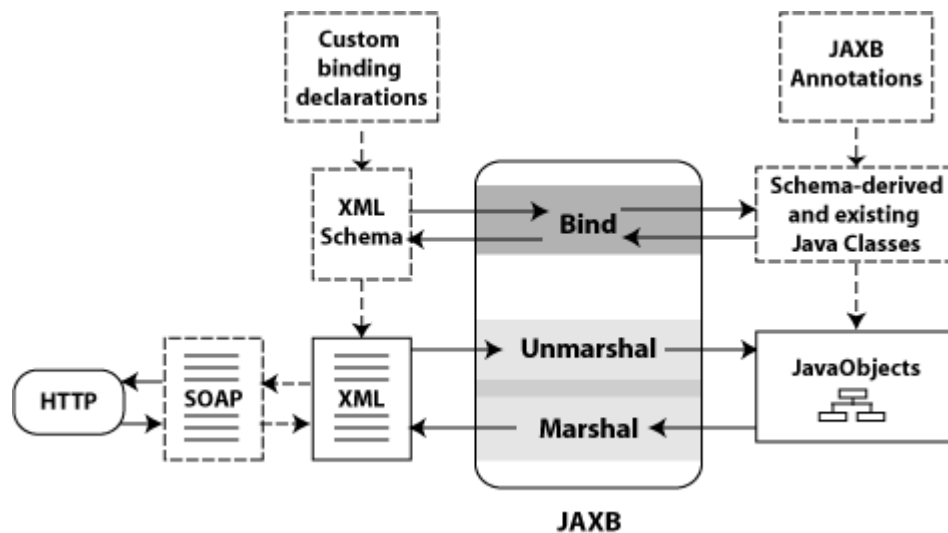 Custom
binding
declarations
JAXB
Annotations
XML
Schema
Bind
Schema-derived
and existing
Java Classes
HTTP
SOAP
XML
Unmarshal
Marshal
JavaObjects
JAXB